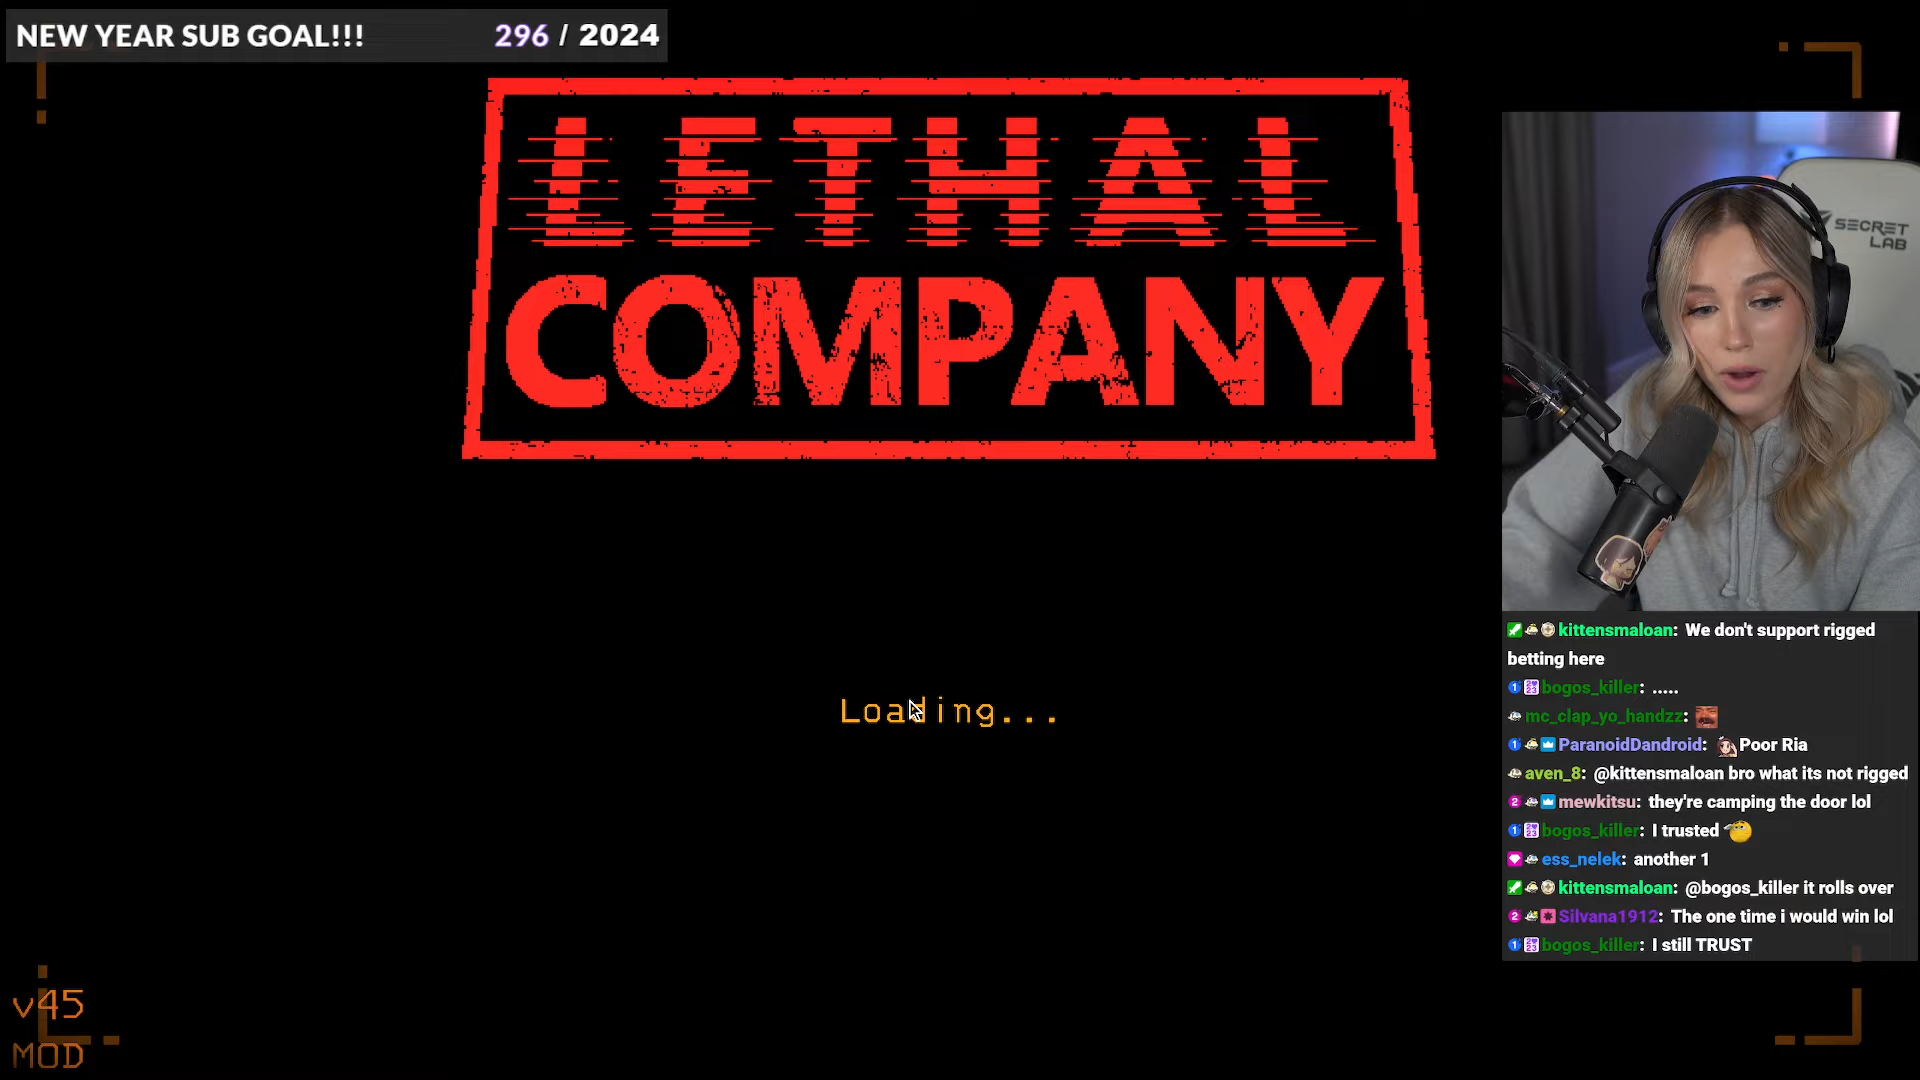 NEW YEAR SUB GOAL!!! 296 / 2024
LETHAL
COMPANY
Loading...
v45
MOD
SECRET
LAB
kittensmaloan: We don't support rigged
betting here
bogos_killer: .....
mc_clap_yo_handzz:
ParanoidDandroid: Poor Ria
aven_8: @kittensmaloan bro what its not rigged
mewkitsu: they're camping the door lol
bogos_killer: I trusted
ess_nelek: another 1
kittensmaloan: @bogos_killer it rolls over
Silvana1912: The one time i would win lol
bogos_killer: I still TRUST